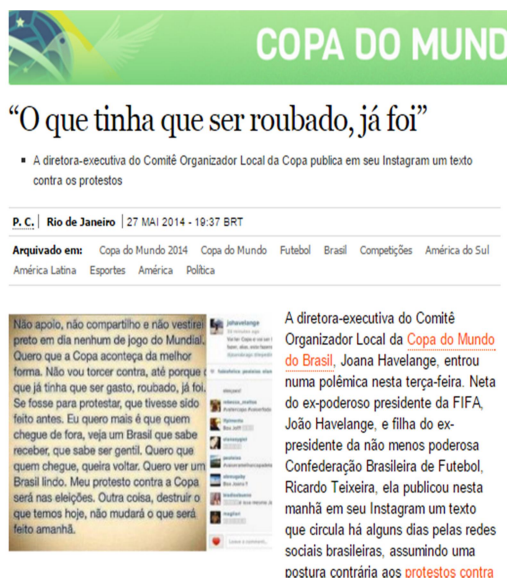 COPA DO MUND
“O que tinha que ser roubado, já foi”
A diretora-executiva do Comitê Organizador Local da Copa publica em seu Instagram um texto
contra os protestos
P. C. | Rio de Janeiro | 27 MAI 2014 - 19:37 BRT
Arquivado em: Copa do Mundo 2014 Copa do Mundo Futebol Brasil Competições América do Sul
América Latina Esportes América Política
Não apoio, não compartilho e não vestirei
preto em dia nenhum de jogo do Mundial.
Quero que a Copa aconteça da melhor
forma. Não vou torcer contra, até porque o
que já tinha que ser gasto, roubado, já foi.
Se fosse para protestar, que tivesse sido
feito antes. Eu quero mais é que quem
chegue de fora, veja um Brasil que sabe
receber, que sabe ser gentil. Quero que
quem chegue, queira voltar. Quero ver um
Brasil lindo. Meu protesto contra a Copa
será nas eleições. Outra coisa, destruir o
que temos hoje, não mudará o que será
feito amanhã.
johavelange
Leave a comment...
A diretora-executiva do Comitê
Organizador Local da Copa do Mundo
do Brasil, Joana Havelange, entrou
numa polêmica nesta terça-feira. Neta
do ex-poderoso presidente da FIFA,
João Havelange, e filha do ex-
presidente da não menos poderosa
Confederação Brasileira de Futebol,
Ricardo Teixeira, ela publicou nesta
manhã em seu Instagram um texto
que circula há alguns dias pelas redes
sociais brasileiras, assumindo uma
postura contrária aos protestos contra